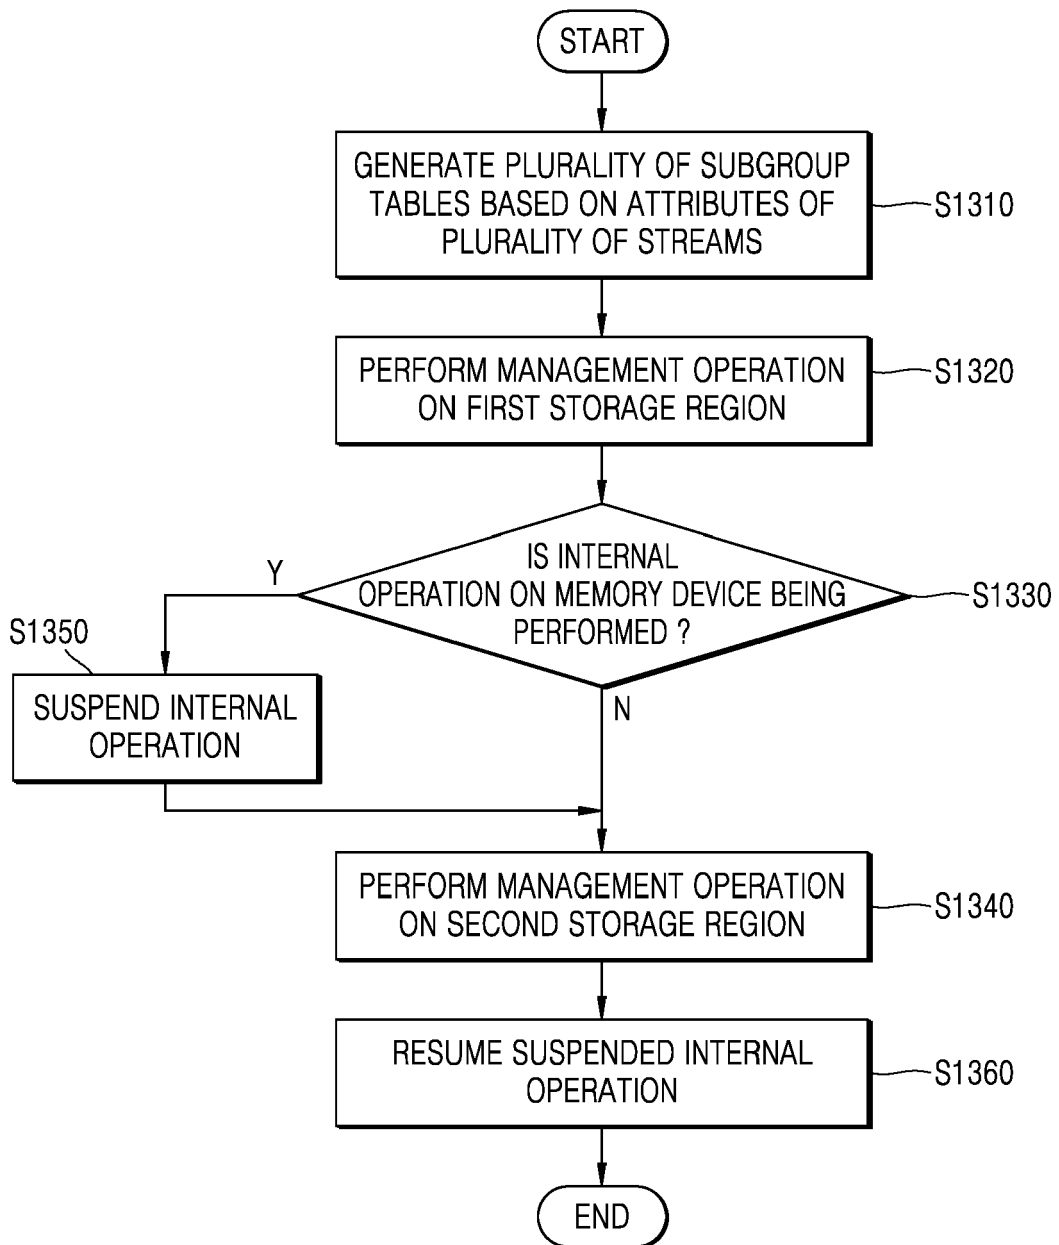 START
GENERATE PLURALITY OF SUBGROUP
TABLES BASED ON ATTRIBUTES OF
PLURALITY OF STREAMS
S1310
PERFORM MANAGEMENT OPERATION
ON FIRST STORAGE REGION
S1320
IS INTERNAL
OPERATION ON MEMORY DEVICE BEING
PERFORMED ?
S1330
Y
N
S1350
SUSPEND INTERNAL
OPERATION
PERFORM MANAGEMENT OPERATION
ON SECOND STORAGE REGION
S1340
RESUME SUSPENDED INTERNAL
OPERATION
S1360
END